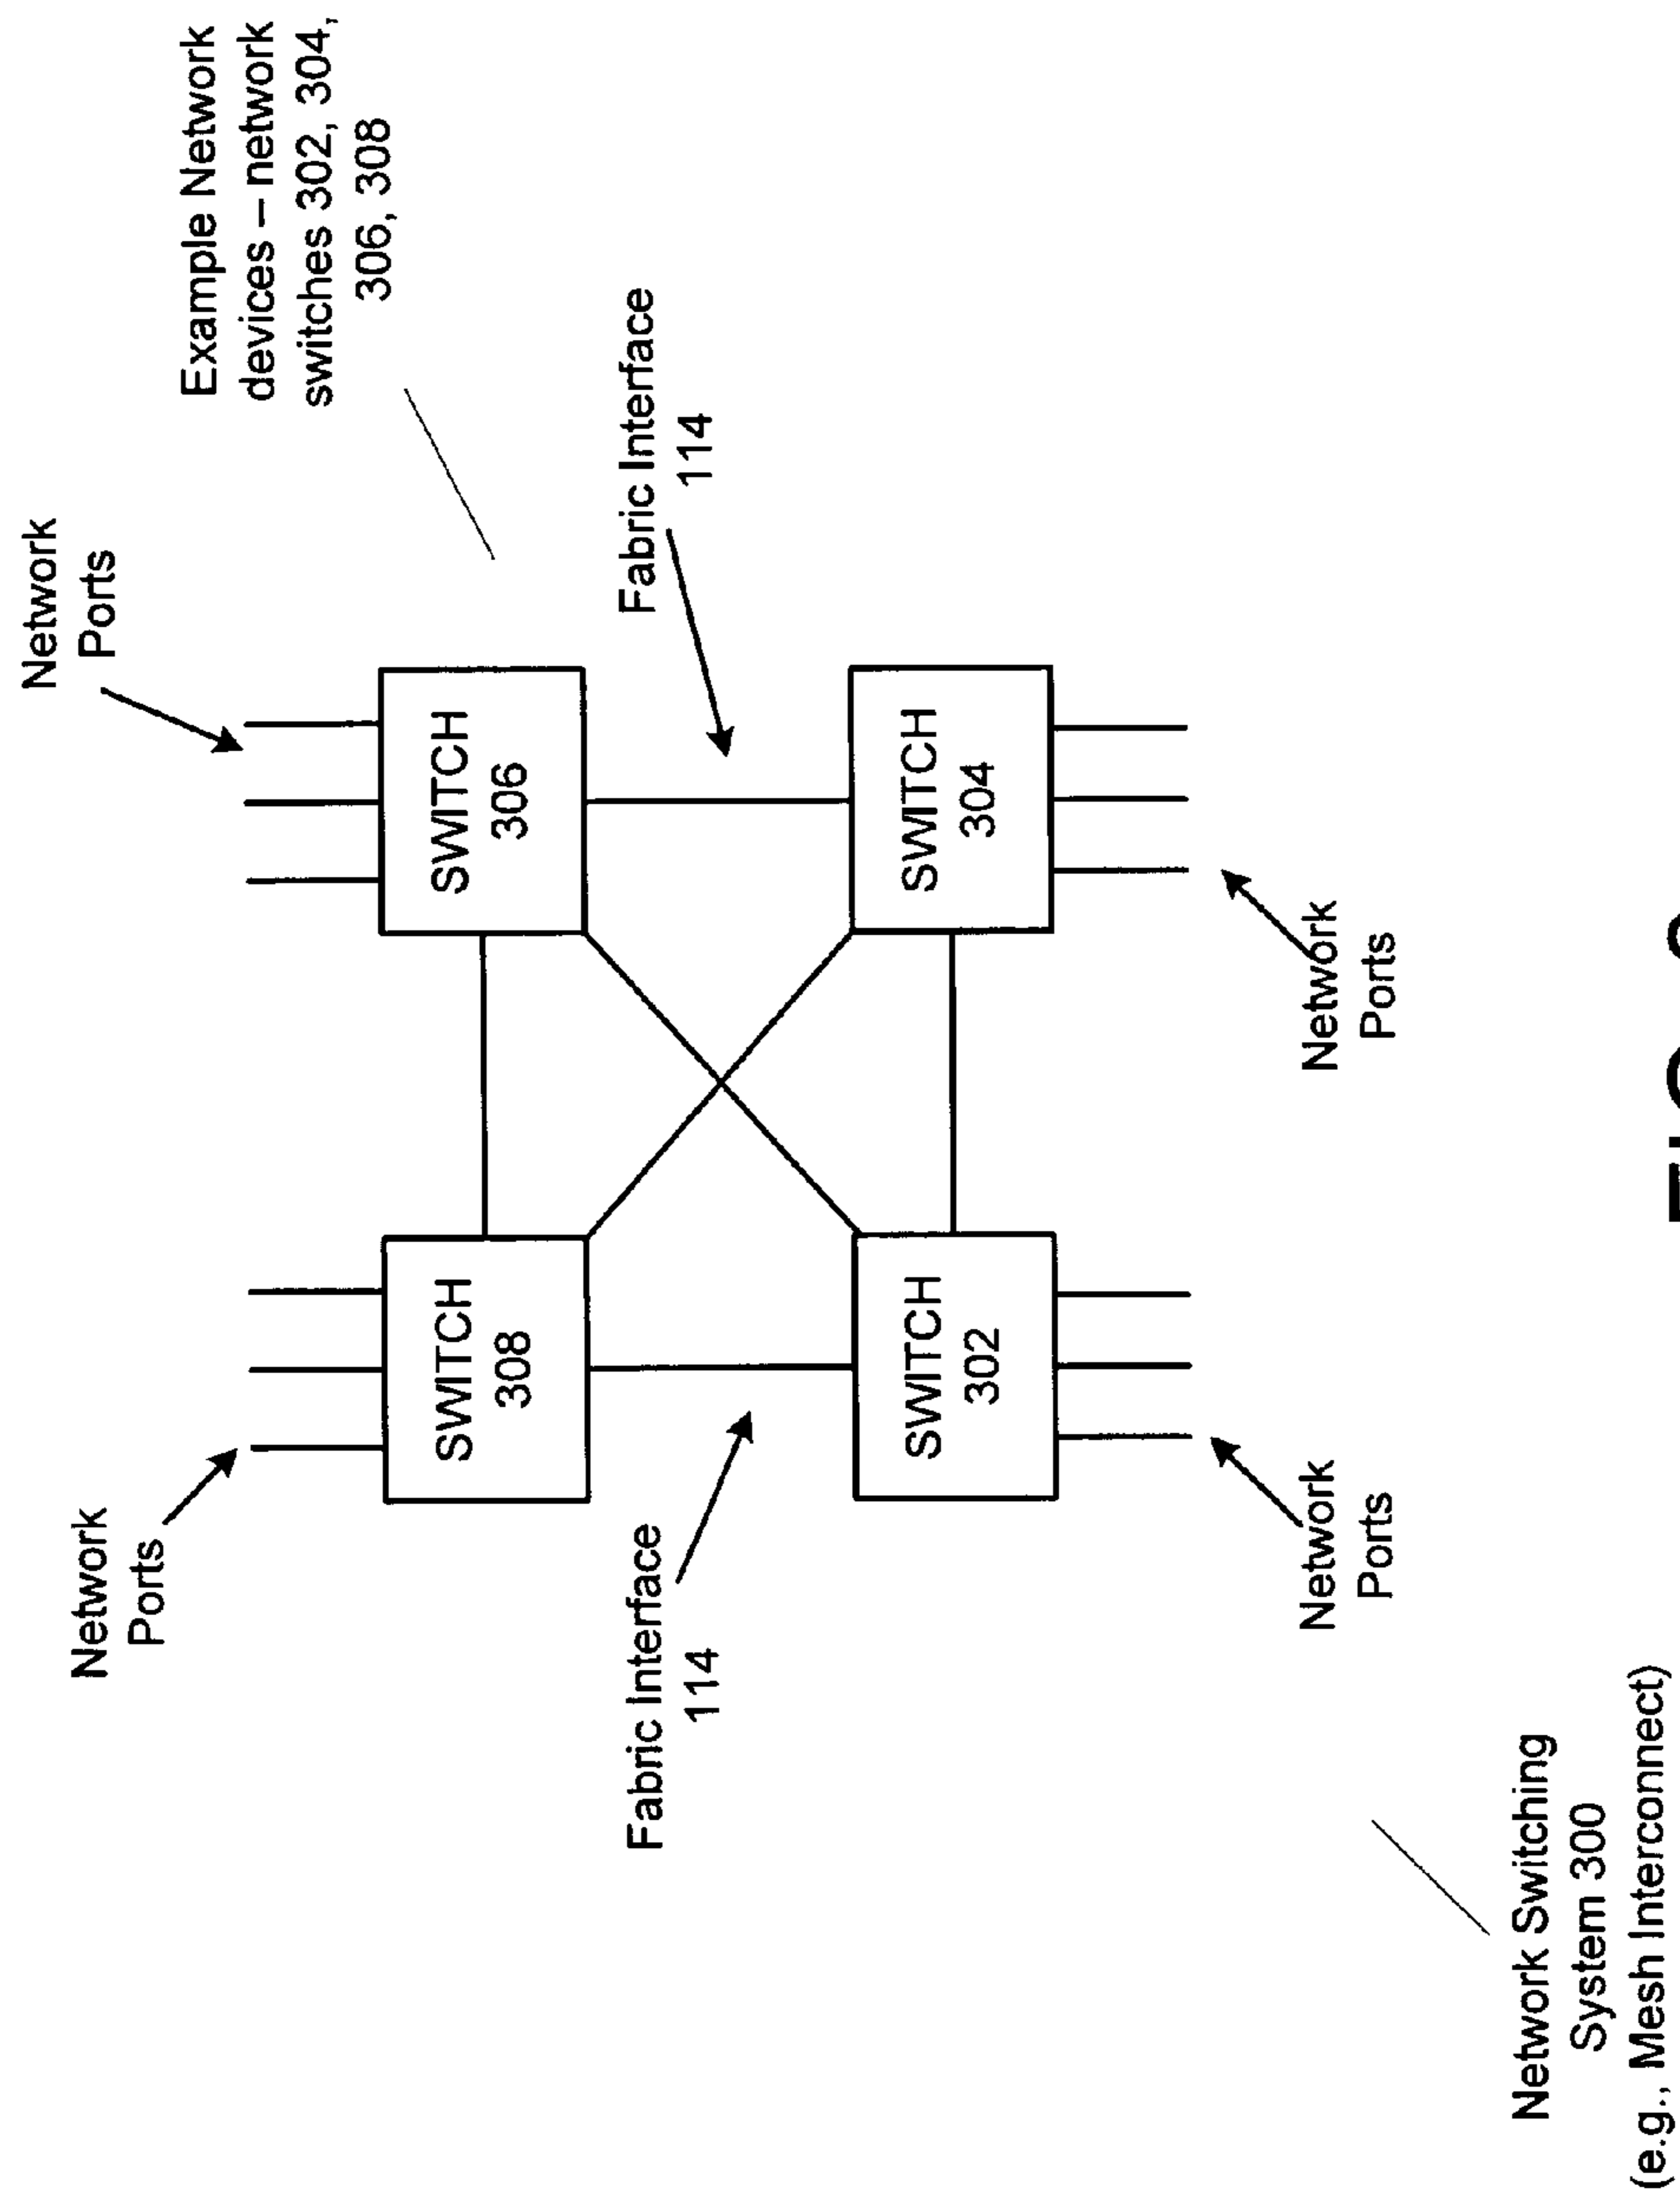 Network
Ports
Network
Ports
Example Network
devices – network
switches 302, 304,
306, 308
SWITCH
308
SWITCH
306
Fabric Interface
114
Fabric Interface
114
SWITCH
302
SWITCH
304
Network
Ports
Network
Ports
Network Switching
System 300
(e.g., Mesh Interconnect)